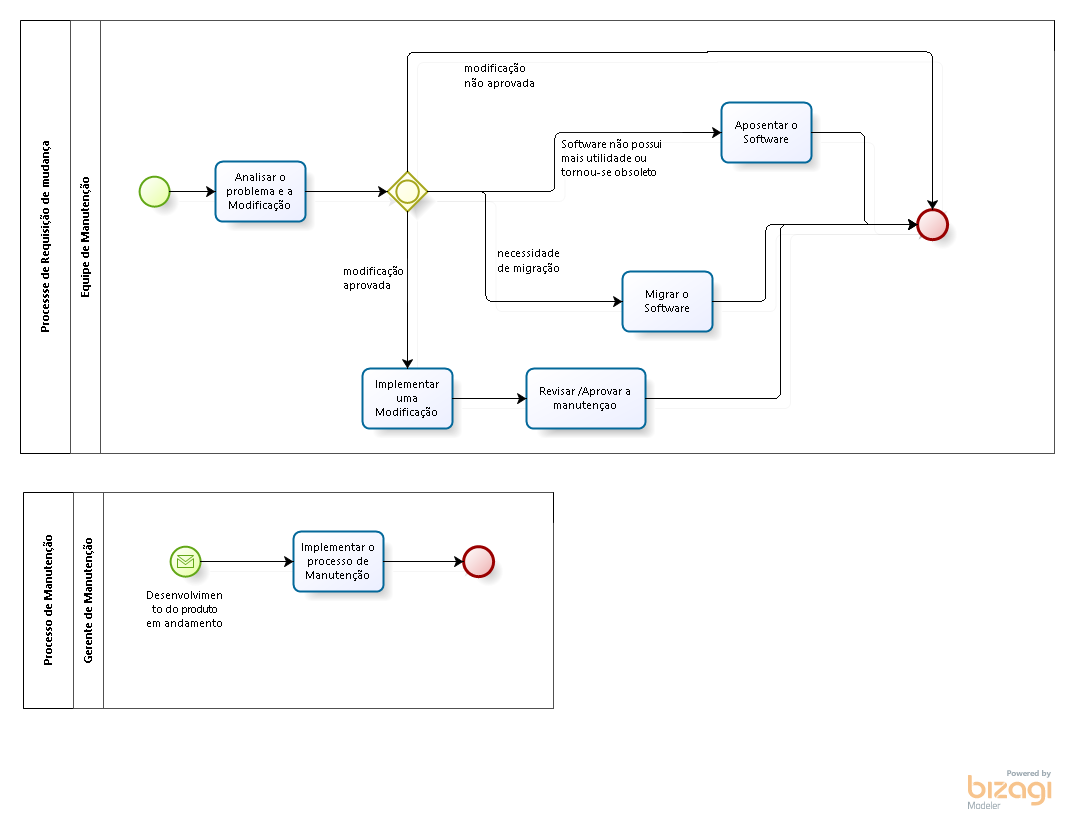 Processse de Requisição de mudança
Equipe de Manutenção
modificação
não aprovada
Aposentar o
Software
Software não possui
mais utilidade ou
tornou-se obsoleto
Analisar o
problema e a
Modificação
necessidade
de migração
modificação
aprovada
Migrar o
Software
Implementar
uma
Modificação
Revisar /Aprovar a
manutençao
Processo de Manutenção
Gerente de Manutenção
Implementar o
processo de
Manutenção
Desenvolvimen
to do produto
em andamento
Powered by
bizagi
Modeler